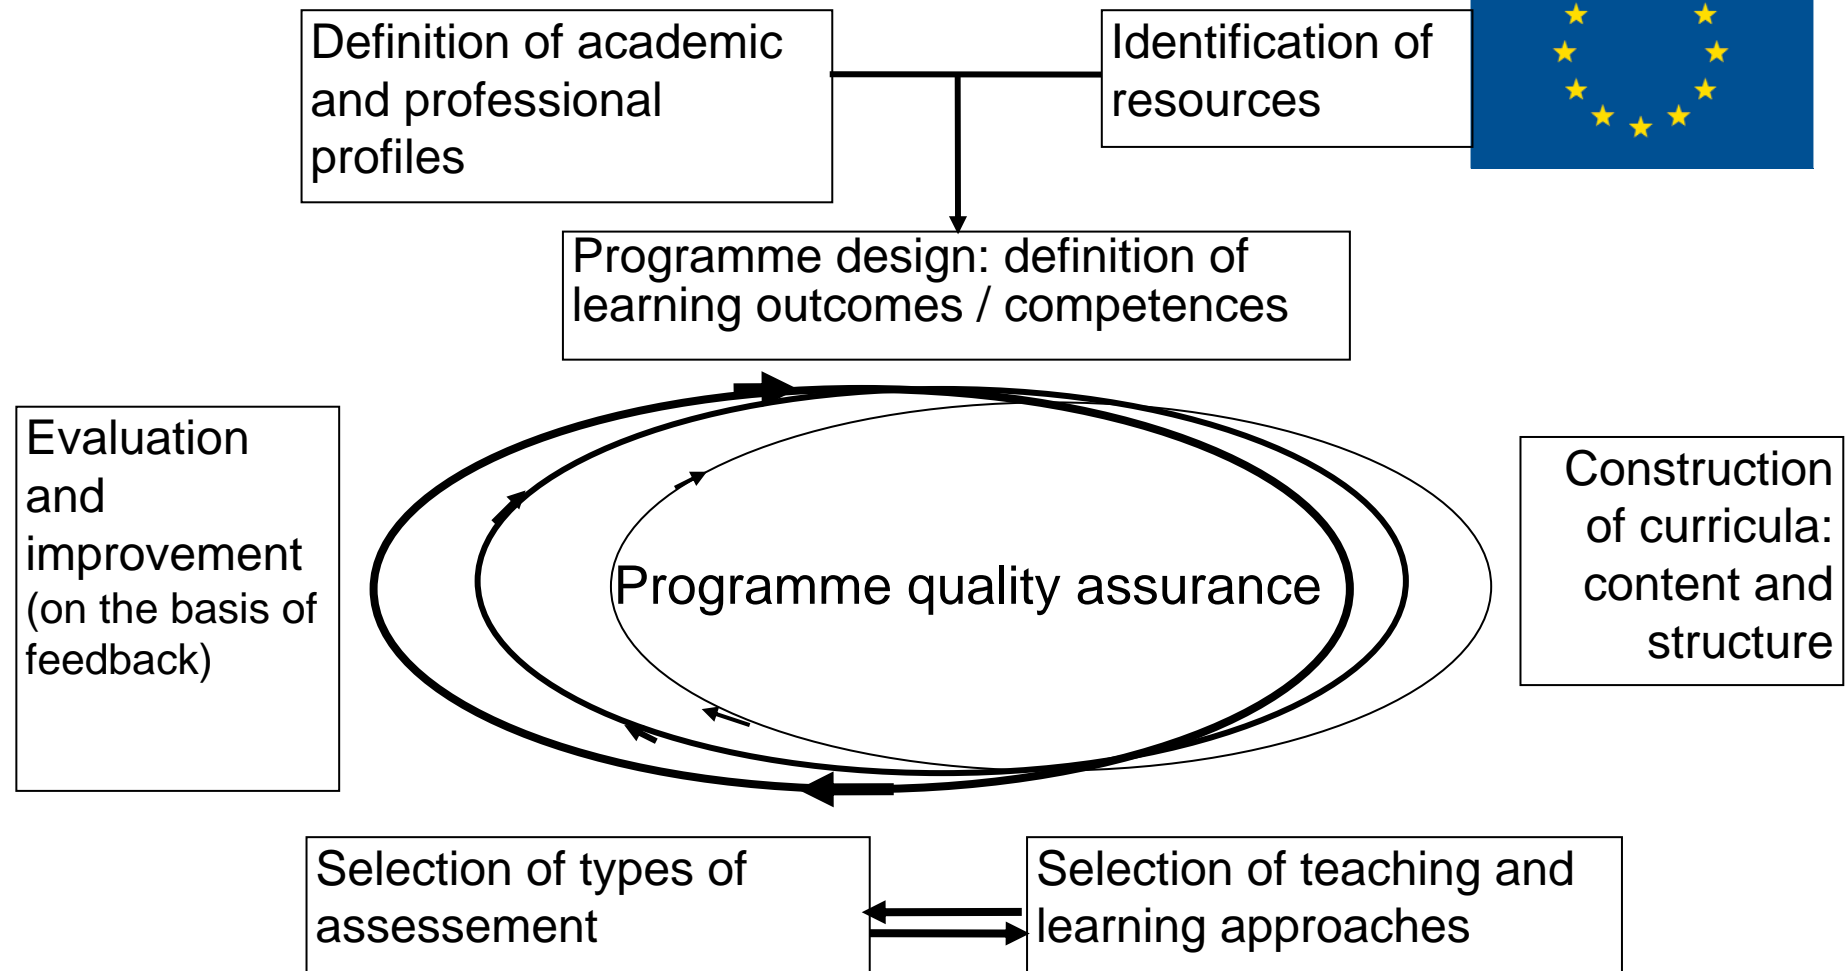 Definition of academic
and professional
profiles
Identification of
resources
Programme design: definition of
learning outcomes / competences
Evaluation
and
improvement
(on the basis of
feedback)
Programme quality assurance
Construction
of curricula:
content and
structure
Selection of types of
assessement
Selection of teaching and
learning approaches